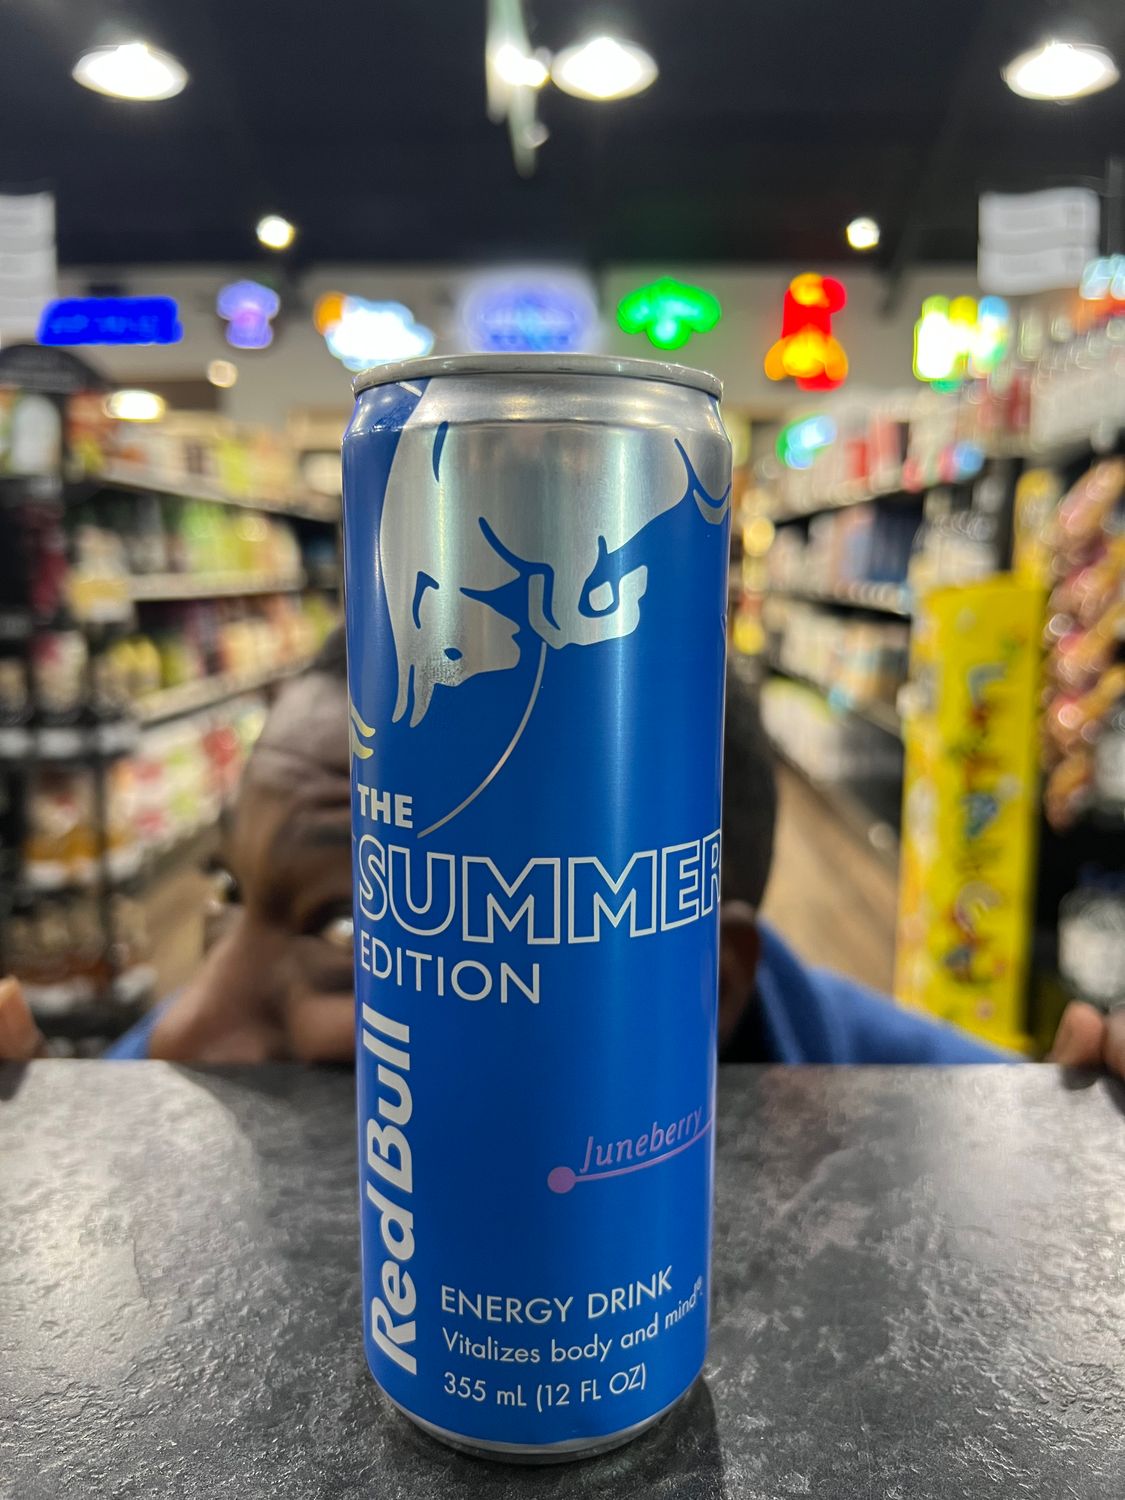 THE
SUMMER
EDITION
Red Bull
Juneberry
ENERGY DRINK
Vitalizes body and mind®.
355 mL (12 FL OZ)